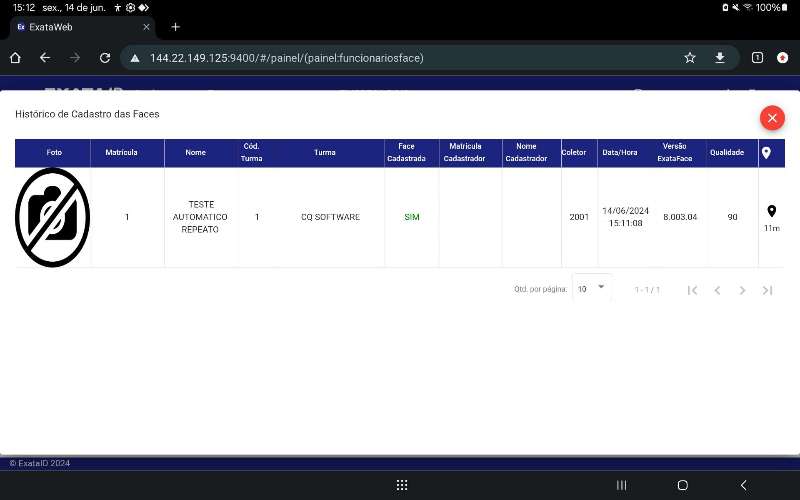 15:12 sex., 14 de jun.
100%
Ex ExataWeb
144.22.149.125:9400/#/painel/(painel:funcionariosface)
1
Histórico de Cadastro das Faces
Foto
Matrícula
Nome
Cód. Turma
Turma
Face Cadastrada
Matrícula Cadastrador
Nome Cadastrador
Coletor
Data/Hora
Versão ExataFace
Qualidade
1
TESTE
AUTOMATICO
REPEATO
1
CQ SOFTWARE
SIM
2001
14/06/2024
15:11:08
8.003.04
90
11m
Qtd. por página: 10
1 - 1 / 1
© ExataID 2024